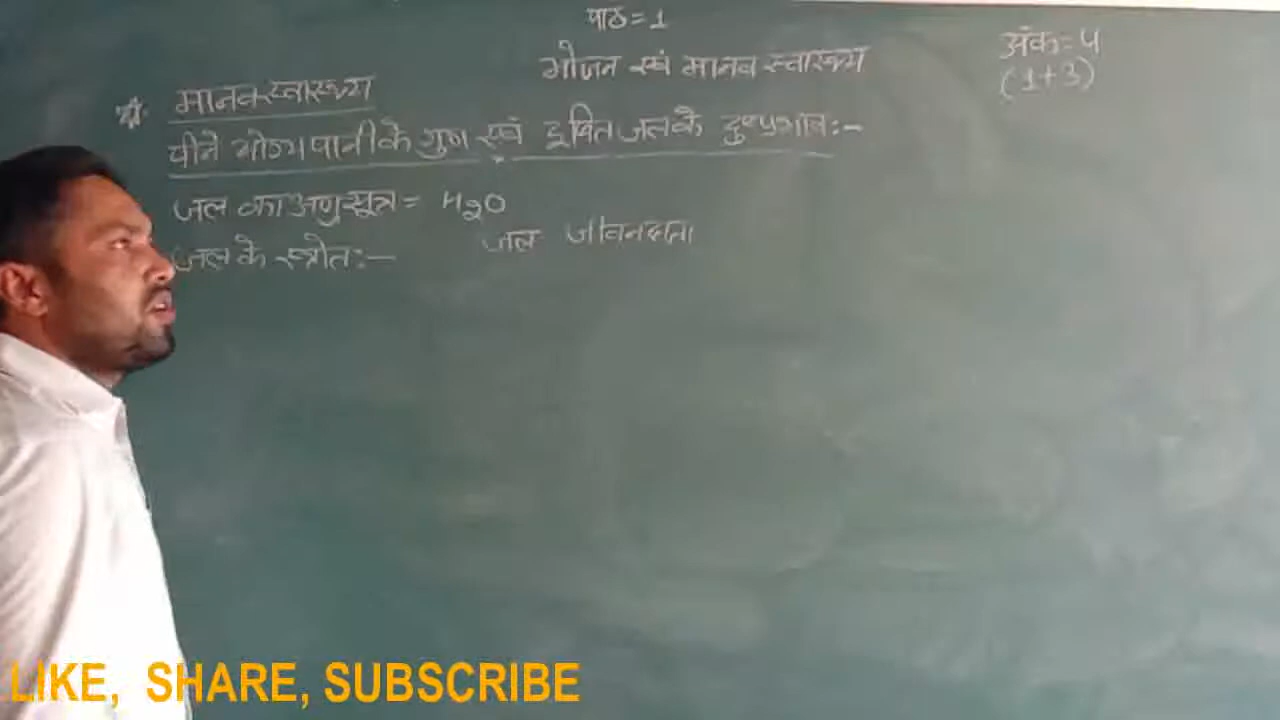 पाठ = 1
अंक = 4
(1+3)
भोजन एवं मानव स्वास्थ्य
* मानव स्वास्थ्य
पीने योग्य पानी के गुण एवं दूषित जल के दुष्प्रभाव :-
जल का अणुसूत्र = H2O
जल के स्त्रोत :-
जल जीवनदाता
LIKE, SHARE, SUBSCRIBE